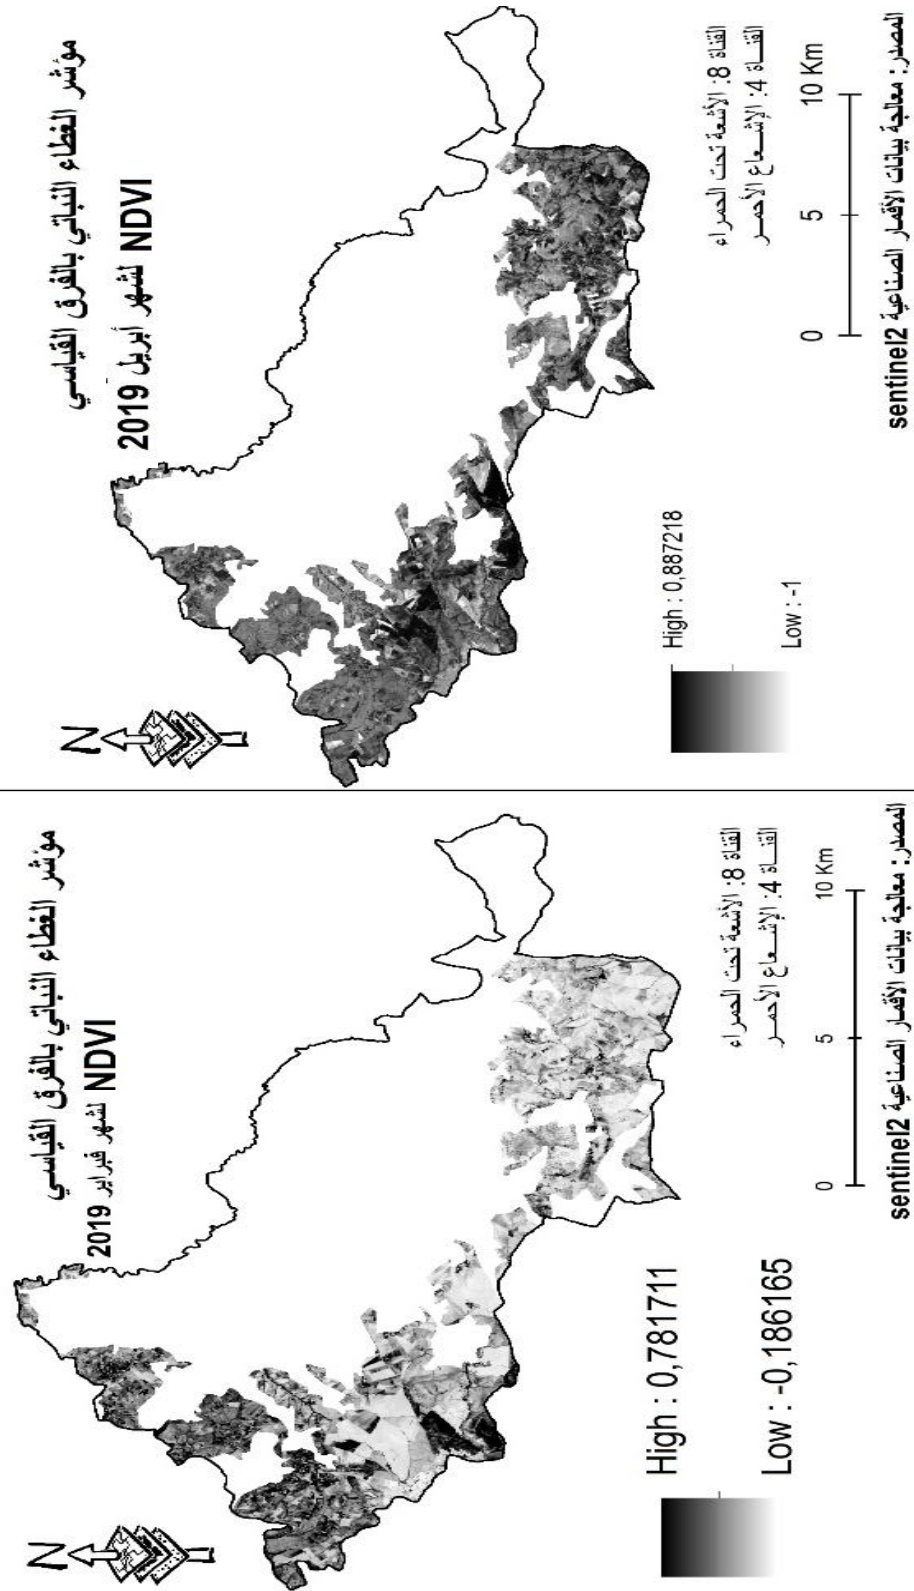 مؤشر الغطاء النباتي بالفرق القياسي
NDVI لشهر فبراير 2019
N
High : 0,781711
Low : -0,186165
القناة 8: الأشعة تحت الحمراء
القناة 4: الإشعاع الأحمر
0 5 10 Km
المصدر: معالجة بيانات الأقمار الصناعية sentinel2
مؤشر الغطاء النباتي بالفرق القياسي
NDVI لشهر أبريل 2019
N
High : 0,887218
Low : -1
القناة 8: الأشعة تحت الحمراء
القناة 4: الإشعاع الأحمر
0 5 10 Km
المصدر: معالجة بيانات الأقمار الصناعية sentinel2